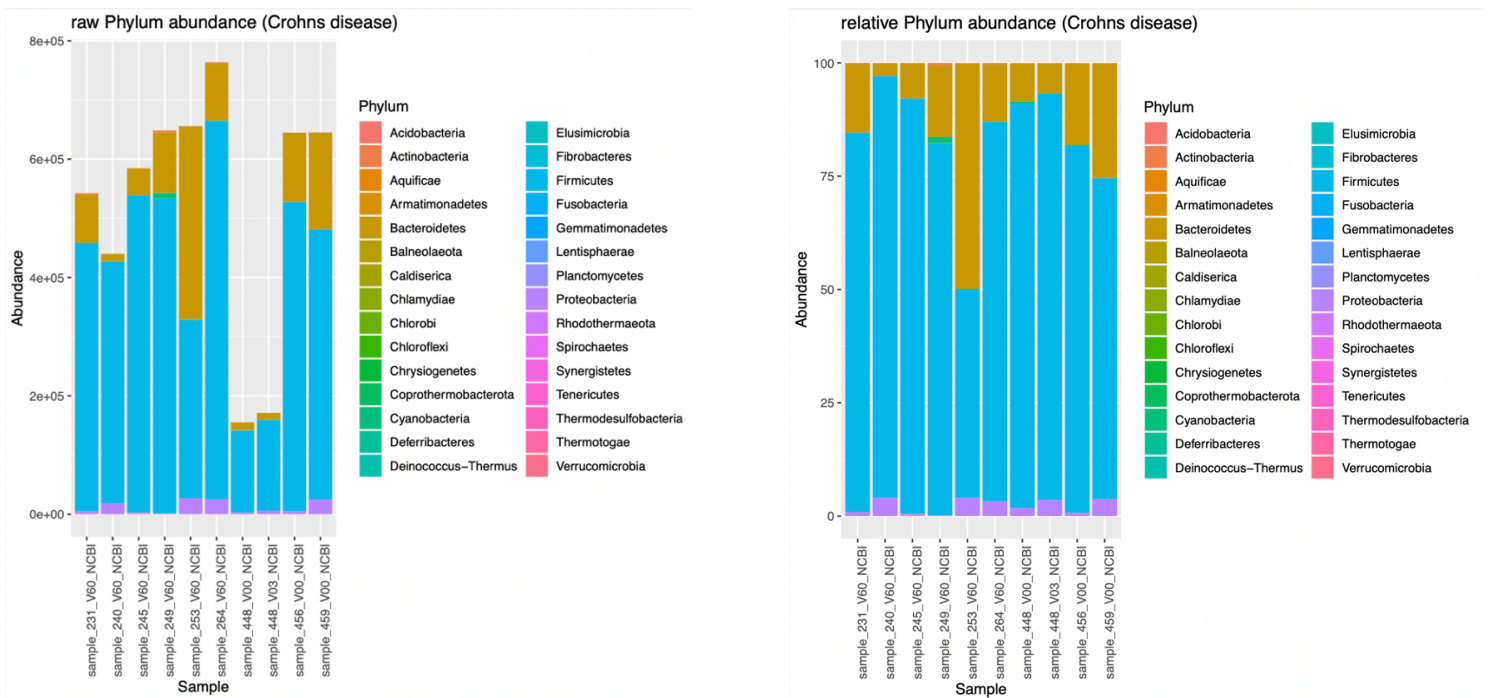 raw Phylum abundance (Crohns disease)
8e+05
6e+05
4e+05
2e+05
0e+00
Abundance
sample_231_V60_NCBI
sample_240_V60_NCBI
sample_245_V60_NCBI
sample_249_V60_NCBI
sample_253_V60_NCBI
sample_264_V60_NCBI
sample_448_V00_NCBI
sample_448_V03_NCBI
sample_456_V00_NCBI
sample_459_V00_NCBI
Sample
Phylum
Acidobacteria
Actinobacteria
Aquificae
Armatimonadetes
Bacteroidetes
Balneolaeota
Caldiserica
Chlamydiae
Chlorobi
Chloroflexi
Chrysiogenetes
Coprothermobacterota
Cyanobacteria
Deferribacteres
Deinococcus−Thermus
Elusimicrobia
Fibrobacteres
Firmicutes
Fusobacteria
Gemmatimonadetes
Lentisphaerae
Planctomycetes
Proteobacteria
Rhodothermaeota
Spirochaetes
Synergistetes
Tenericutes
Thermodesulfobacteria
Thermotogae
Verrucomicrobia
relative Phylum abundance (Crohns disease)
100
75
50
25
0
Abundance
sample_231_V60_NCBI
sample_240_V60_NCBI
sample_245_V60_NCBI
sample_249_V60_NCBI
sample_253_V60_NCBI
sample_264_V60_NCBI
sample_448_V00_NCBI
sample_448_V03_NCBI
sample_456_V00_NCBI
sample_459_V00_NCBI
Sample
Phylum
Acidobacteria
Actinobacteria
Aquificae
Armatimonadetes
Bacteroidetes
Balneolaeota
Caldiserica
Chlamydiae
Chlorobi
Chloroflexi
Chrysiogenetes
Coprothermobacterota
Cyanobacteria
Deferribacteres
Deinococcus−Thermus
Elusimicrobia
Fibrobacteres
Firmicutes
Fusobacteria
Gemmatimonadetes
Lentisphaerae
Planctomycetes
Proteobacteria
Rhodothermaeota
Spirochaetes
Synergistetes
Tenericutes
Thermodesulfobacteria
Thermotogae
Verrucomicrobia